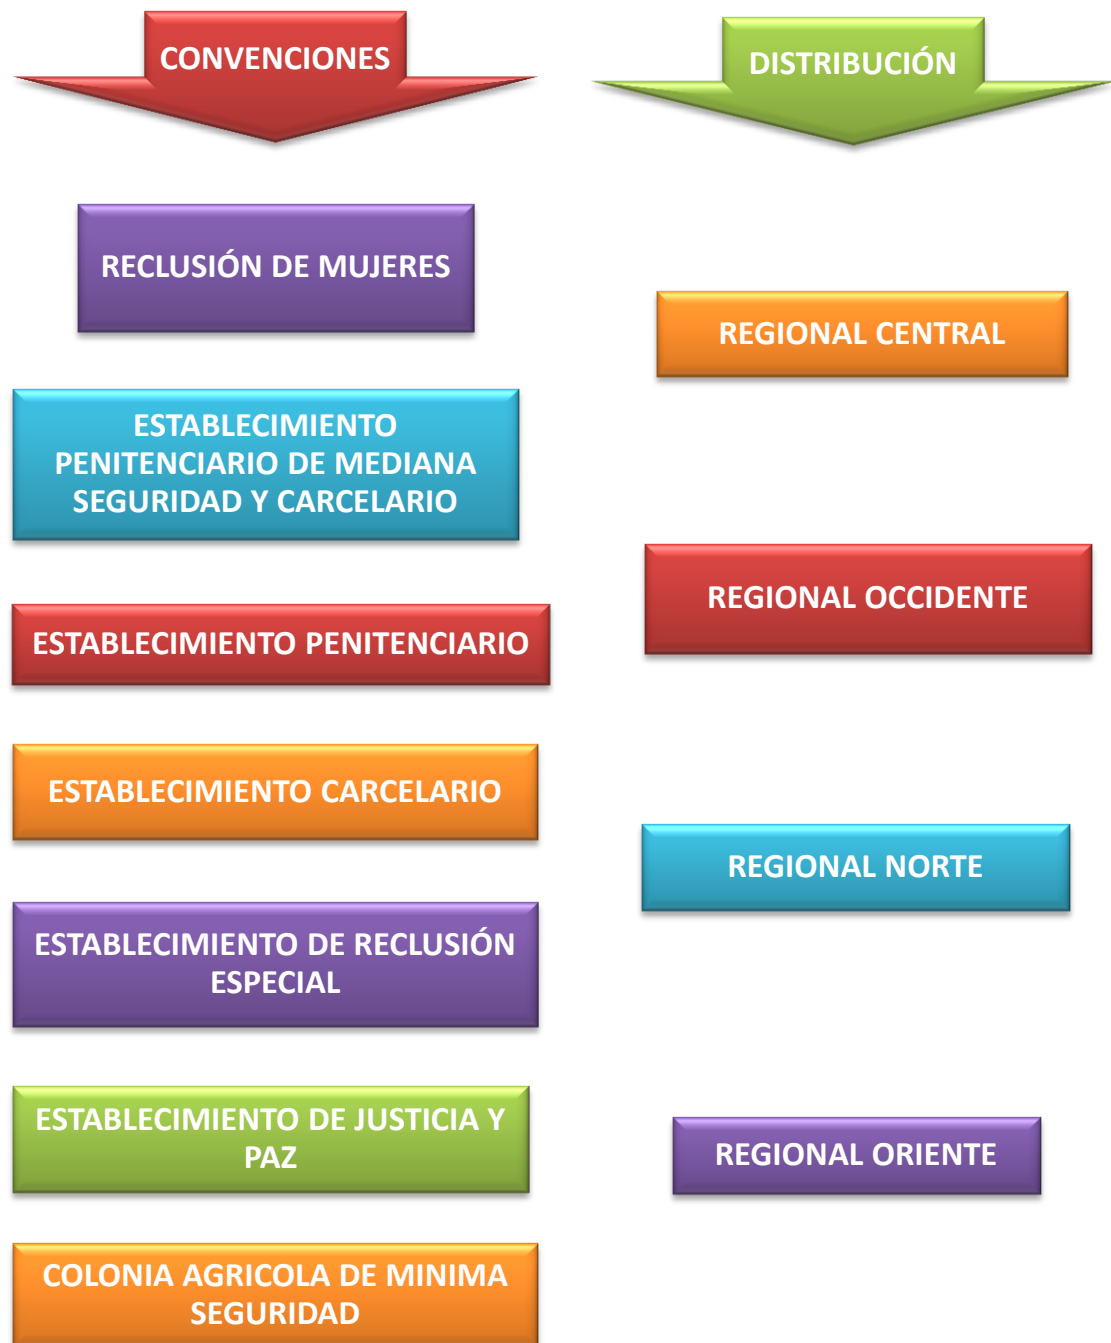 CONVENCIONES
RECLUSIÓN DE MUJERES
ESTABLECIMIENTO
PENITENCIARIO DE MEDIANA
SEGURIDAD Y CARCELARIO
ESTABLECIMIENTO PENITENCIARIO
ESTABLECIMIENTO CARCELARIO
ESTABLECIMIENTO DE RECLUSIÓN
ESPECIAL
ESTABLECIMIENTO DE JUSTICIA Y
PAZ
COLONIA AGRICOLA DE MINIMA
SEGURIDAD
DISTRIBUCIÓN
REGIONAL CENTRAL
REGIONAL OCCIDENTE
REGIONAL NORTE
REGIONAL ORIENTE